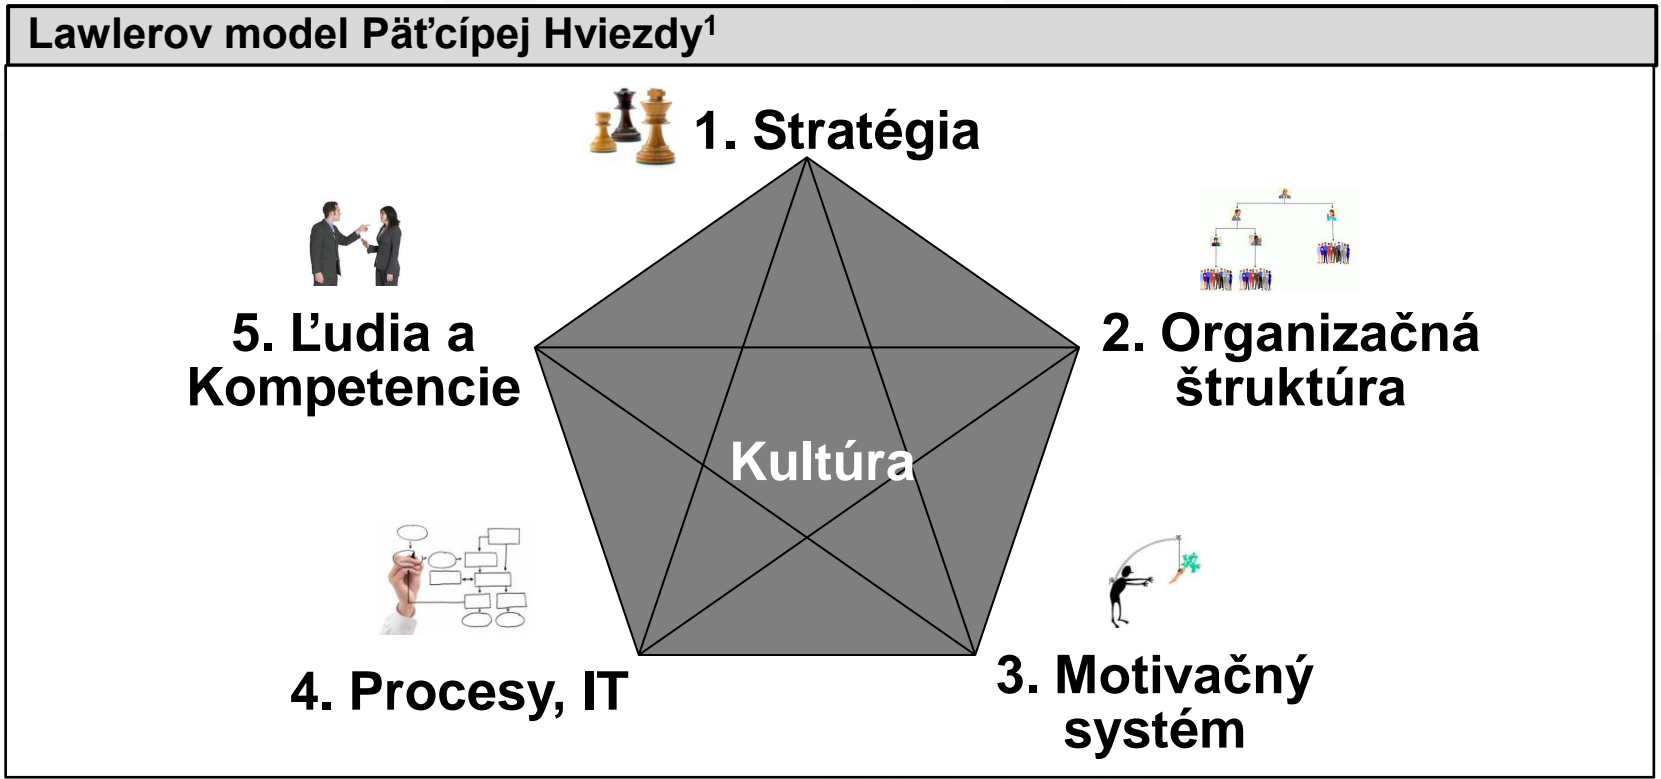 Lawlerov model Päťcípej Hviezdy¹
1. Stratégia
5. Ľudia a
Kompetencie
2. Organizačná
štruktúra
Kultúra
4. Procesy, IT
3. Motivačný
systém